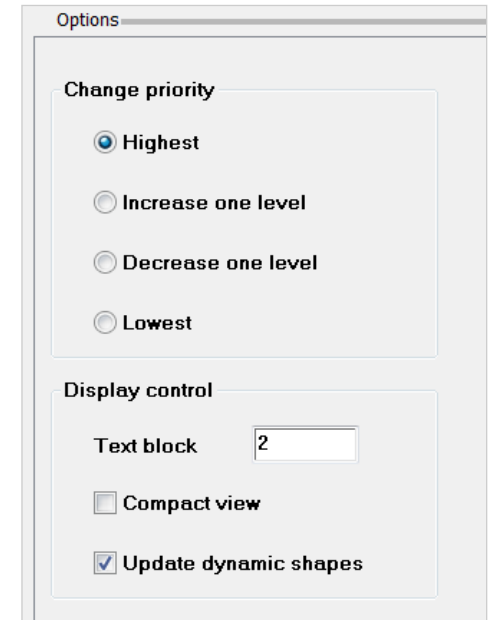 Options
Change priority
Highest
Increase one level
Decrease one level
Lowest
Display control
Text block 2
Compact view
Update dynamic shapes